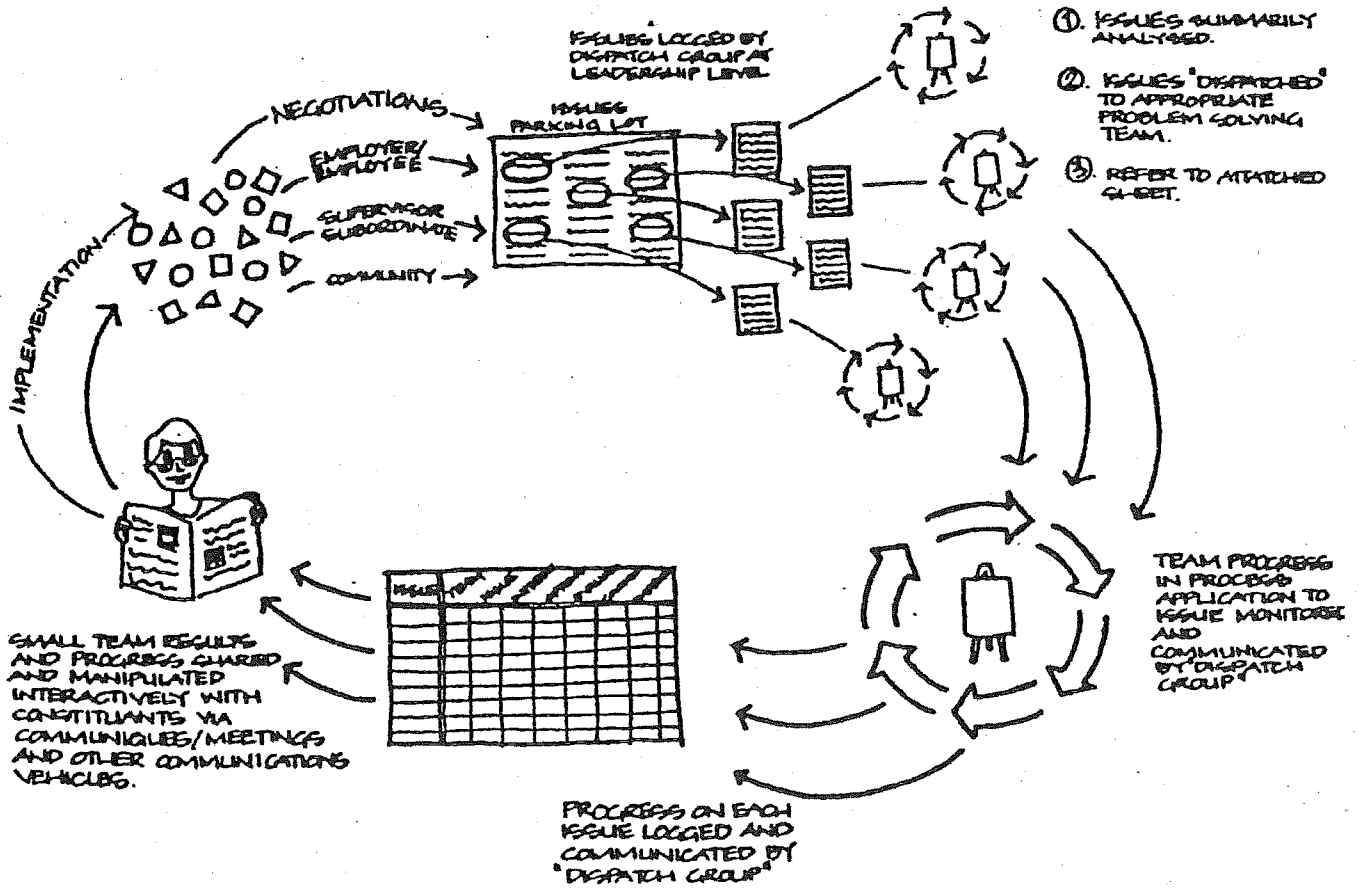 ISSUES "LOGGED BY
DISPATCH GROUP AT
LEADERSHIP LEVEL
①. ISSUES SUMMARILY
ANALYSED.
②. ISSUES "DISPATCHED"
TO APPROPRIATE
PROBLEM SOLVING
TEAM.
③. REFER TO ATTATCHED
SHEET.
NEGOTIATIONS
EMPLOYER/
EMPLOYEE
SUPERVISOR
SUBORDINATE
COMMUNITY
ISSUES
PARKING LOT
IMPLEMENTATION
TEAM PROGRESS
IN PROCESS
APPLICATION TO
ISSUE MONITORED
AND
COMMUNICATED
BY "DISPATCH
GROUP"
ISSUE
SMALL TEAM RESULTS
AND PROGRESS SHARED
AND MANIPULATED
INTERACTIVELY WITH
CONSTITUANTS VIA
COMMUNIQUES/MEETINGS
AND OTHER COMMUNICATIONS
VEHICLES.
PROGRESS ON EACH
ISSUE LOGGED AND
COMMUNICATED BY
"DISPATCH GROUP"